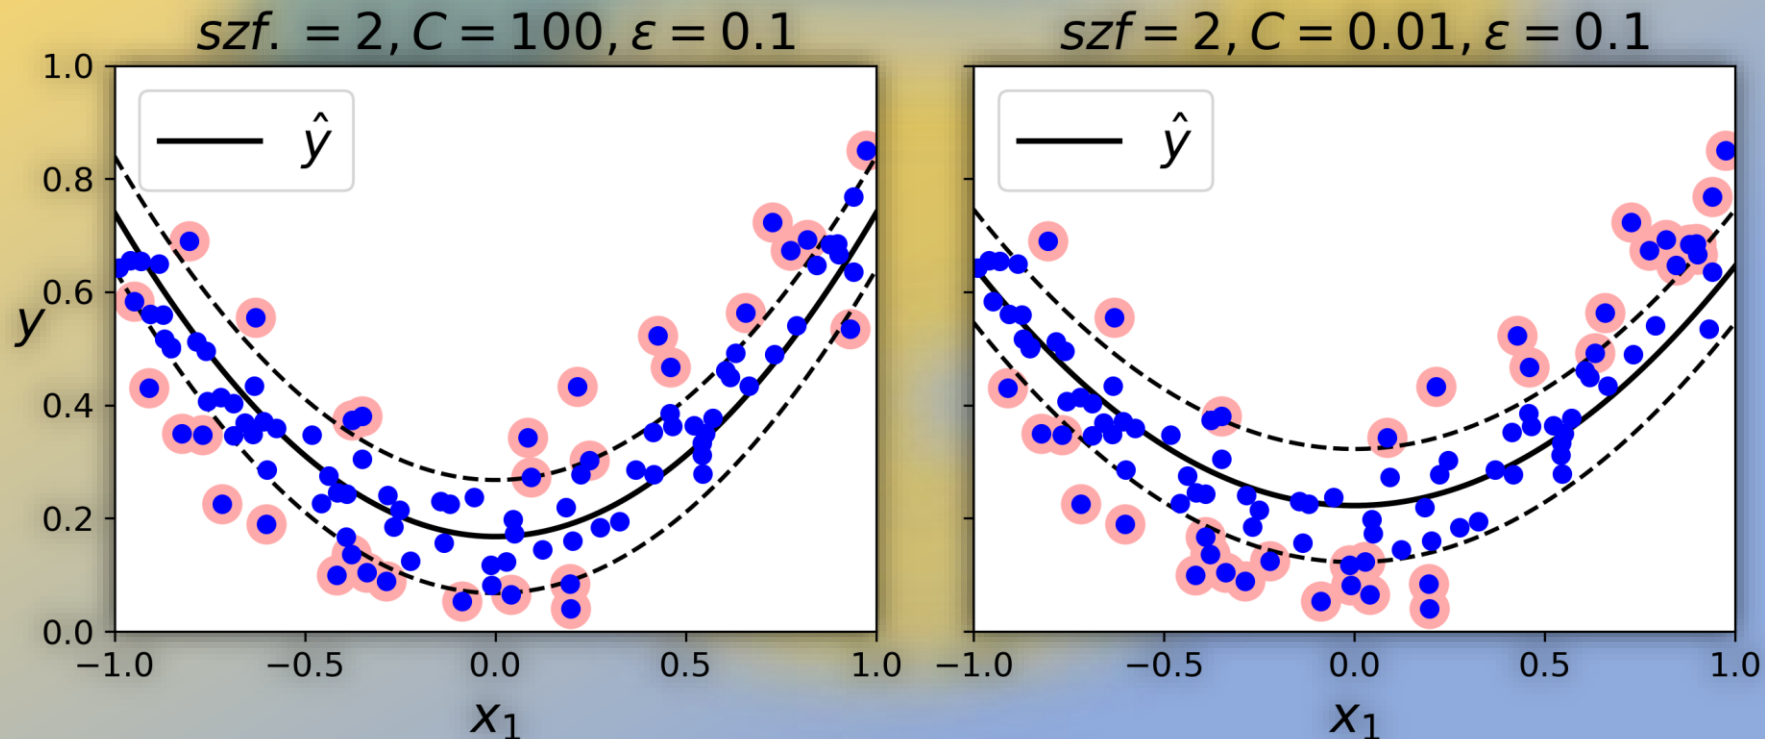 szf. = 2, C = 100, ε = 0.1
1.0
0.8
0.6
0.4
0.2
0.0
y
ŷ
−1.0 −0.5 0.0 0.5 1.0
x₁
szf = 2, C = 0.01, ε = 0.1
ŷ
−1.0 −0.5 0.0 0.5 1.0
x₁